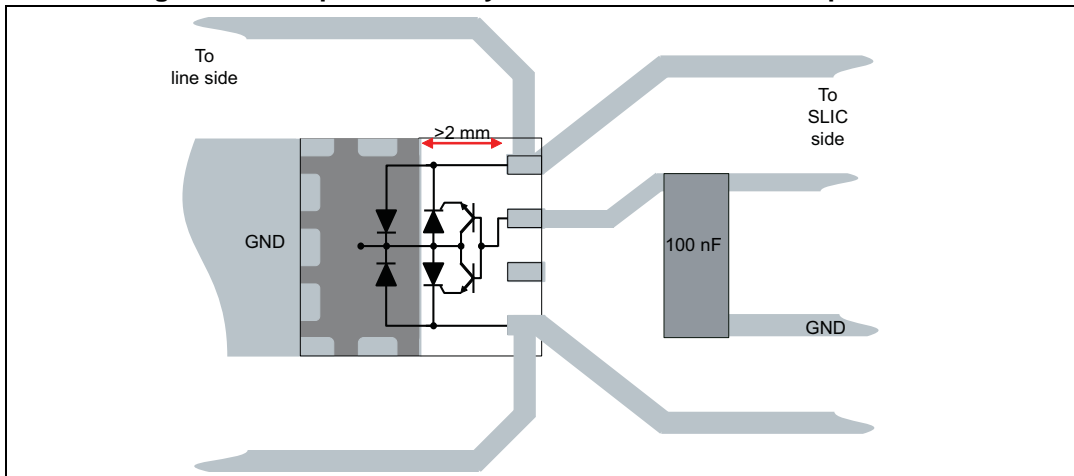 To
line side
>2 mm
To
SLIC
side
GND
100 nF
GND